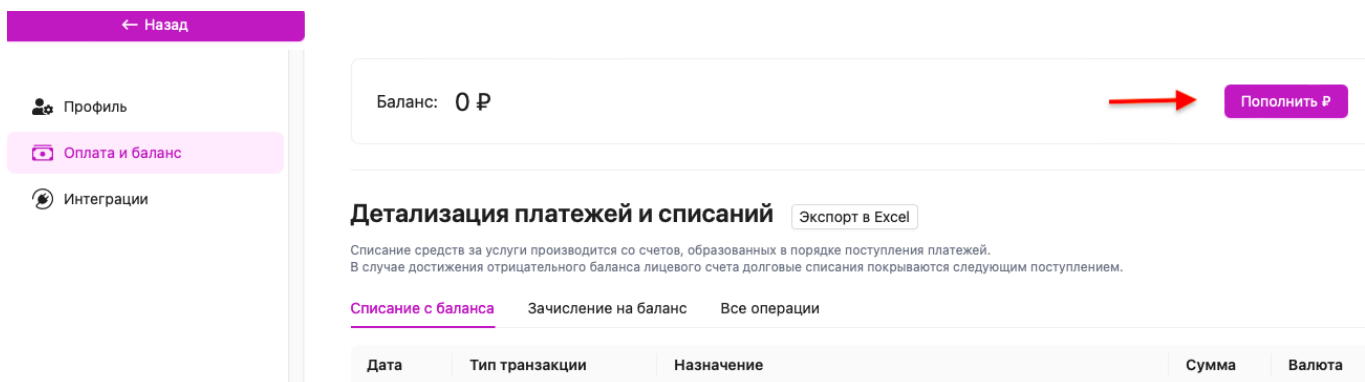 ← Назад
Профиль
Оплата и баланс
Интеграции
Баланс: 0 ₽
Пополнить ₽
Детализация платежей и списаний Экспорт в Excel
Списание средств за услуги производится со счетов, образованных в порядке поступления платежей.
В случае достижения отрицательного баланса лицевого счета долговые списания покрываются следующим поступлением.
Списание с баланса Зачисление на баланс Все операции
Дата Тип транзакции Назначение Сумма Валюта